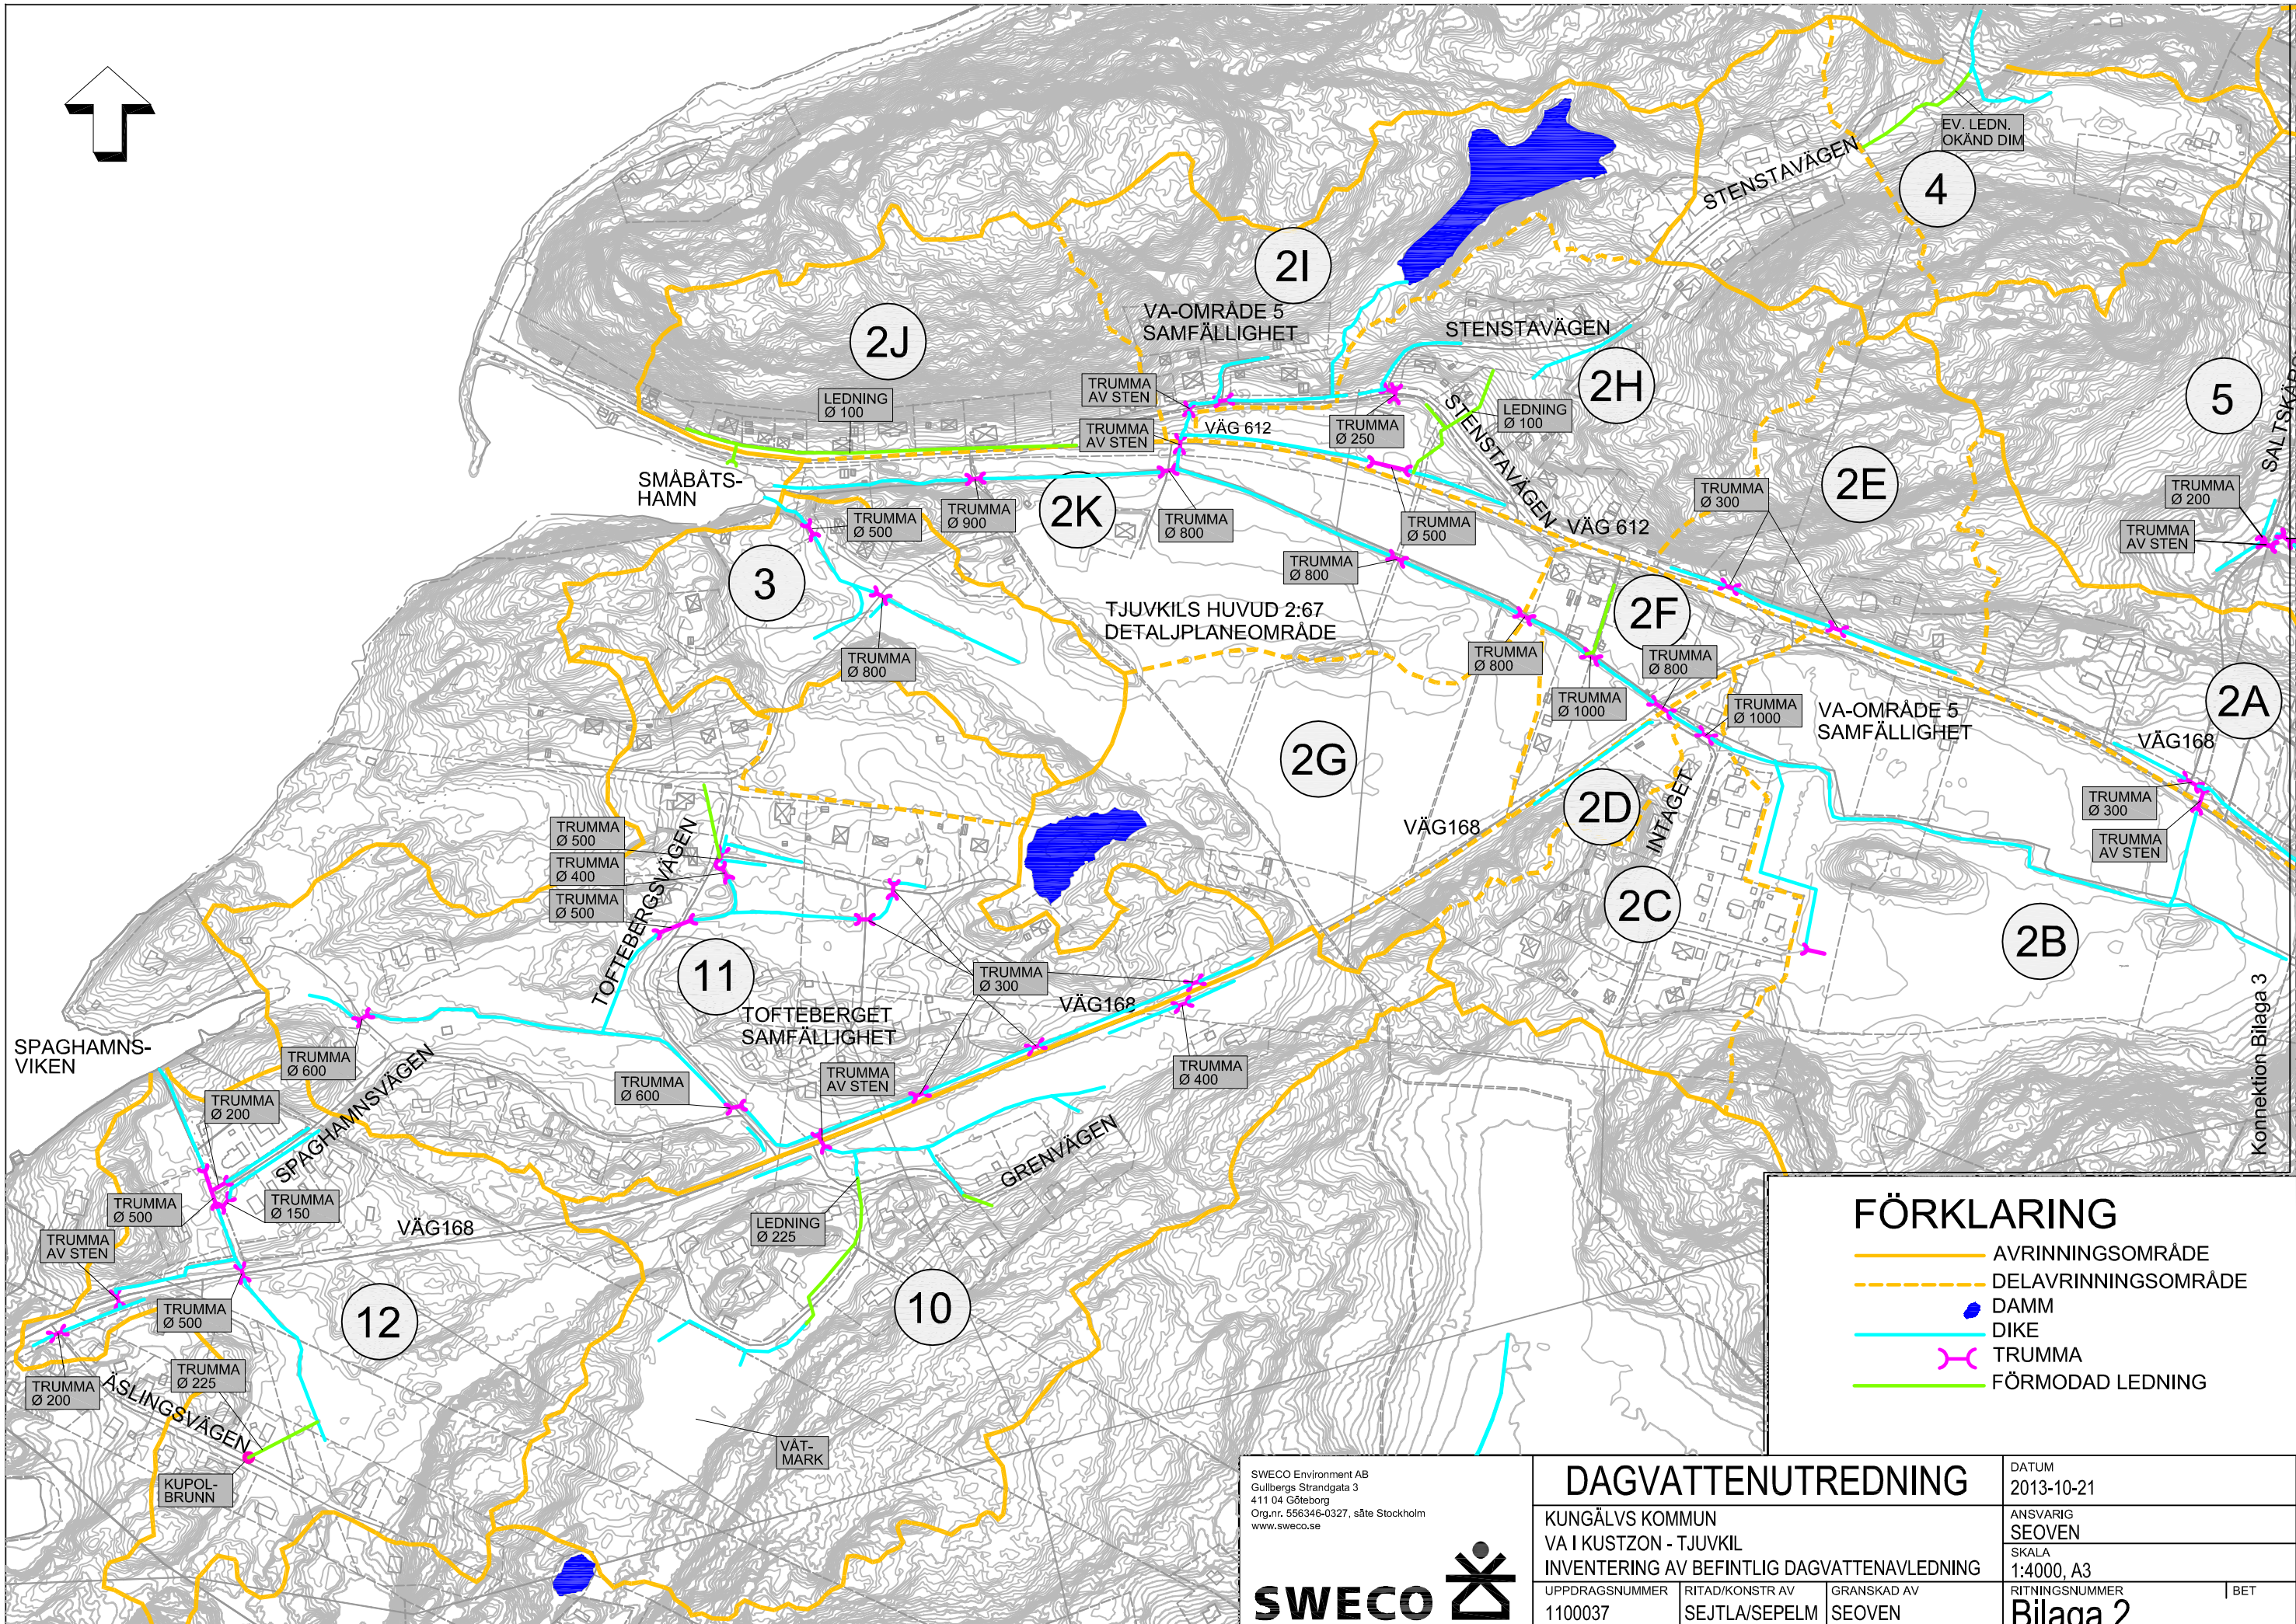 EV. LEDN.
OKÄND DIM
STENSTAVÄGEN
4
2I
VA-OMRÅDE 5
SAMFÄLLIGHET
STENSTAVÄGEN
2J
2H
5
TRUMMA
AV STEN
LEDNING
Ø 100
LEDNING
Ø 100
TRUMMA
AV STEN
VÄG 612
TRUMMA
Ø 250
STENSTAVÄGEN
SMÅBÅTS-
HAMN
2K
2E
TRUMMA
Ø 300
TRUMMA
Ø 200
TRUMMA
Ø 500
TRUMMA
Ø 900
TRUMMA
Ø 800
TRUMMA
Ø 500
VÄG 612
TRUMMA
AV STEN
3
TRUMMA
Ø 800
TJUVKILS HUVUD 2:67
DETALJPLANEOMRÅDE
2F
TRUMMA
Ø 800
TRUMMA
Ø 800
TRUMMA
Ø 800
TRUMMA
Ø 1000
TRUMMA
Ø 1000
VA-OMRÅDE 5
SAMFÄLLIGHET
2A
VÄG168
2G
2D
INTAGET
TRUMMA
Ø 300
TRUMMA
AV STEN
VÄG168
TRUMMA
Ø 500
TRUMMA
Ø 400
TRUMMA
Ø 500
TOFTEBERGSVÄGEN
2C
2B
11
TRUMMA
Ø 300
VÄG168
TOFTEBERGET
SAMFÄLLIGHET
Konnektion Bilaga 3
SPAGHAMNS-
VIKEN
TRUMMA
Ø 600
TRUMMA
Ø 200
SPAGHAMNSVÄGEN
TRUMMA
Ø 600
TRUMMA
AV STEN
TRUMMA
Ø 400
GRENVÄGEN
TRUMMA
Ø 500
TRUMMA
Ø 150
VÄG168
LEDNING
Ø 225
TRUMMA
AV STEN
TRUMMA
Ø 500
12
10
TRUMMA
Ø 225
TRUMMA
Ø 200
ÄSLINGSVÄGEN
KUPOL-
BRUNN
VÅT-
MARK
FÖRKLARING
AVRINNINGSOMRÅDE
DELAVRINNINGSOMRÅDE
DAMM
DIKE
TRUMMA
FÖRMODAD LEDNING
SWECO Environment AB
Gullbergs Strandgata 3
411 04 Göteborg
Org.nr. 556346-0327, säte Stockholm
www.sweco.se
SWECO
DAGVATTENUTREDNING
KUNGÄLVS KOMMUN
VA I KUSTZON - TJUVKIL
INVENTERING AV BEFINTLIG DAGVATTENAVLEDNING
UPPDRAGSNUMMER
1100037
RITAD/KONSTR AV
SEJTLA/SEPELM
GRANSKAD AV
SEOVEN
DATUM
2013-10-21
ANSVARIG
SEOVEN
SKALA
1:4000, A3
RITNINGSNUMMER
Bilaga 2
BET